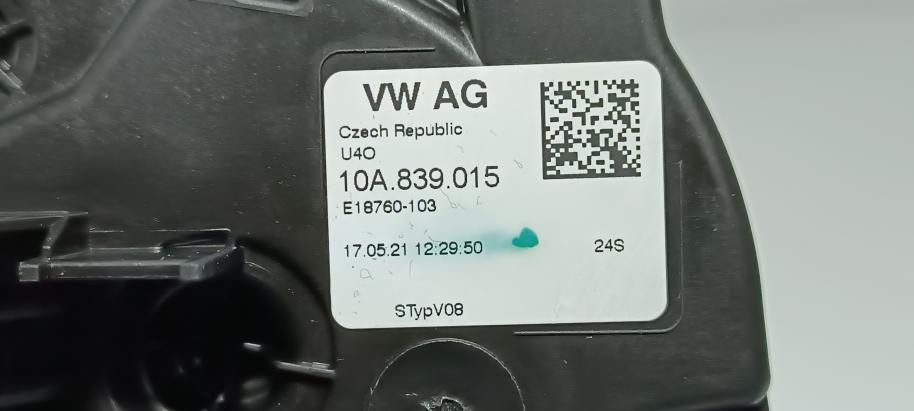 VW AG
Czech Republic
U4O
10A.839.015
E18760-103
17.05.21 12:29:50 24S
STypV08